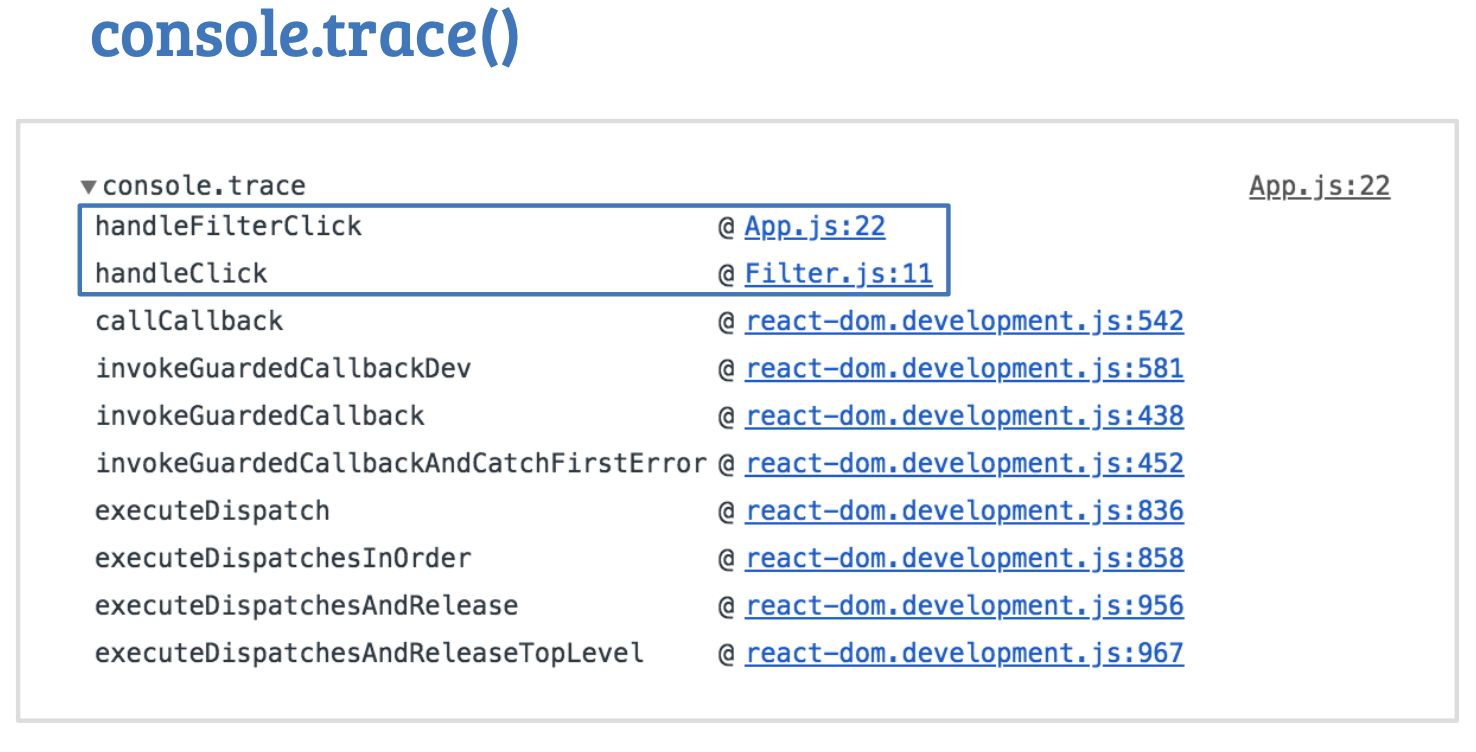 console.trace()
▼console.trace App.js:22
handleFilterClick @ App.js:22
handleClick @ Filter.js:11
callCallback @ react-dom.development.js:542
invokeGuardedCallbackDev @ react-dom.development.js:581
invokeGuardedCallback @ react-dom.development.js:438
invokeGuardedCallbackAndCatchFirstError @ react-dom.development.js:452
executeDispatch @ react-dom.development.js:836
executeDispatchesInOrder @ react-dom.development.js:858
executeDispatchesAndRelease @ react-dom.development.js:956
executeDispatchesAndReleaseTopLevel @ react-dom.development.js:967